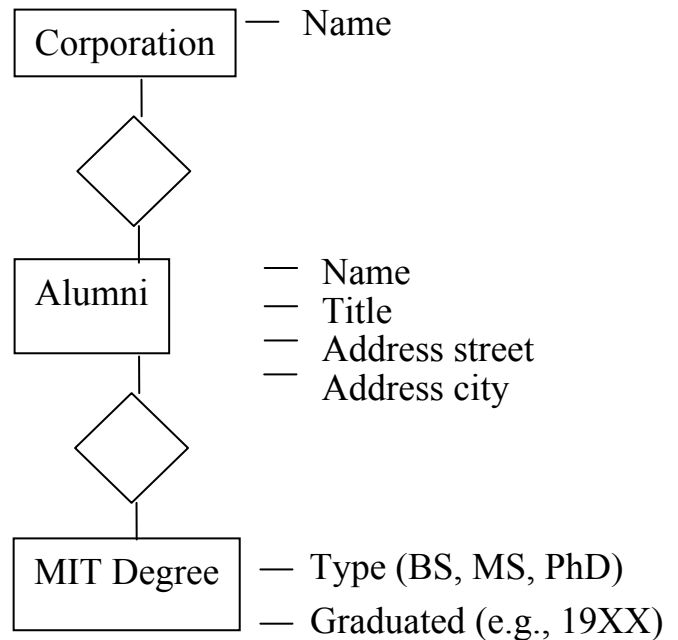 Corporation
Name
Alumni
Name
Title
Address street
Address city
MIT Degree
Type (BS, MS, PhD)
Graduated (e.g., 19XX)